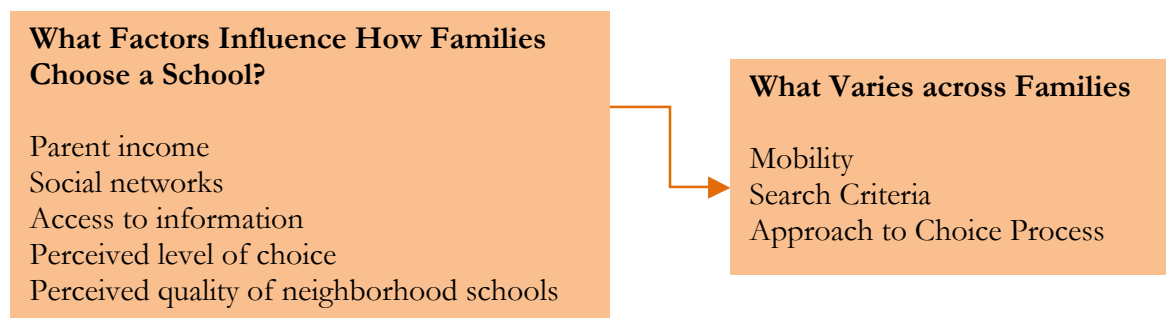 What Factors Influence How Families
Choose a School?
Parent income
Social networks
Access to information
Perceived level of choice
Perceived quality of neighborhood schools
What Varies across Families
Mobility
Search Criteria
Approach to Choice Process